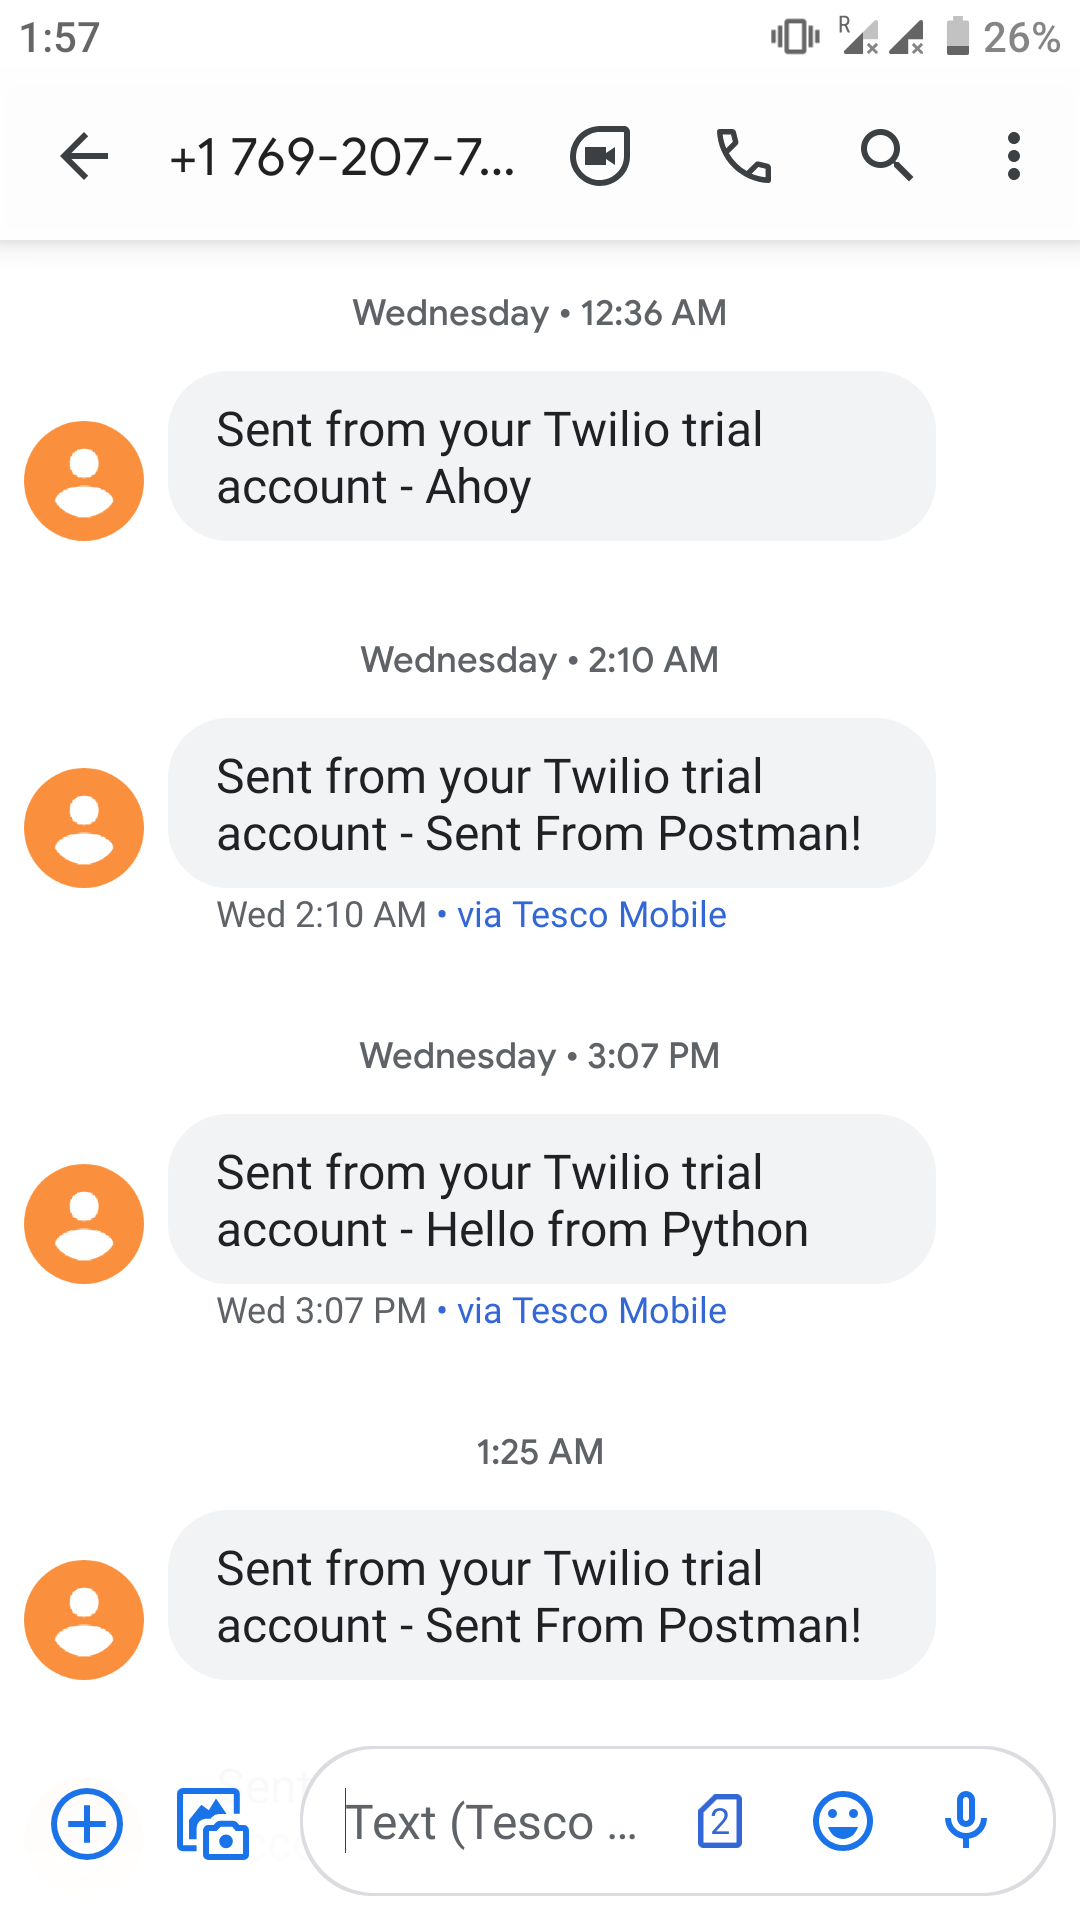 1:57
R
26%
+1 769-207-7...
Wednesday • 12:36 AM
Sent from your Twilio trial
account - Ahoy
Wednesday • 2:10 AM
Sent from your Twilio trial
account - Sent From Postman!
Wed 2:10 AM • via Tesco Mobile
Wednesday • 3:07 PM
Sent from your Twilio trial
account - Hello from Python
Wed 3:07 PM • via Tesco Mobile
1:25 AM
Sent from your Twilio trial
account - Sent From Postman!
Sent
Text (Tesco ...
2